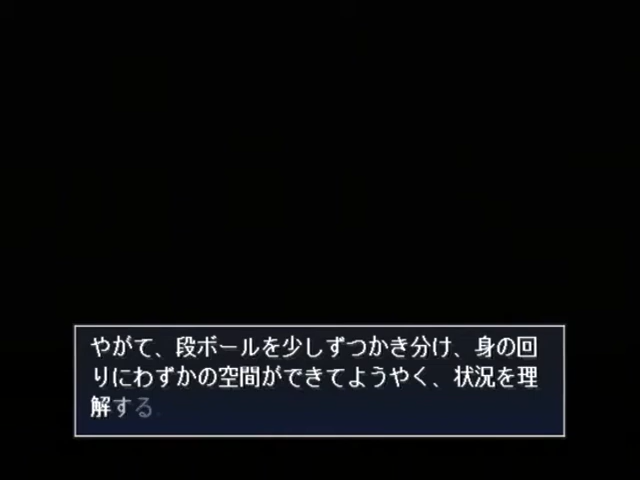 やがて、段ボールを少しずつかき分け、身の回
りにわずかの空間ができてようやく、状況を理
解する.